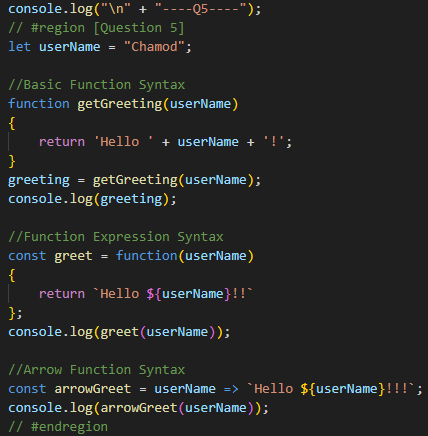 console.log("\n" + "----Q5----");
// #region [Question 5]
let userName = "Chamod";

//Basic Function Syntax
function getGreeting(userName)
{
    return 'Hello ' + userName + '!';
}
greeting = getGreeting(userName);
console.log(greeting);

//Function Expression Syntax
const greet = function(userName)
{
    return `Hello ${userName}!!`
};
console.log(greet(userName));

//Arrow Function Syntax
const arrowGreet = userName => `Hello ${userName}!!!`;
console.log(arrowGreet(userName));
// #endregion